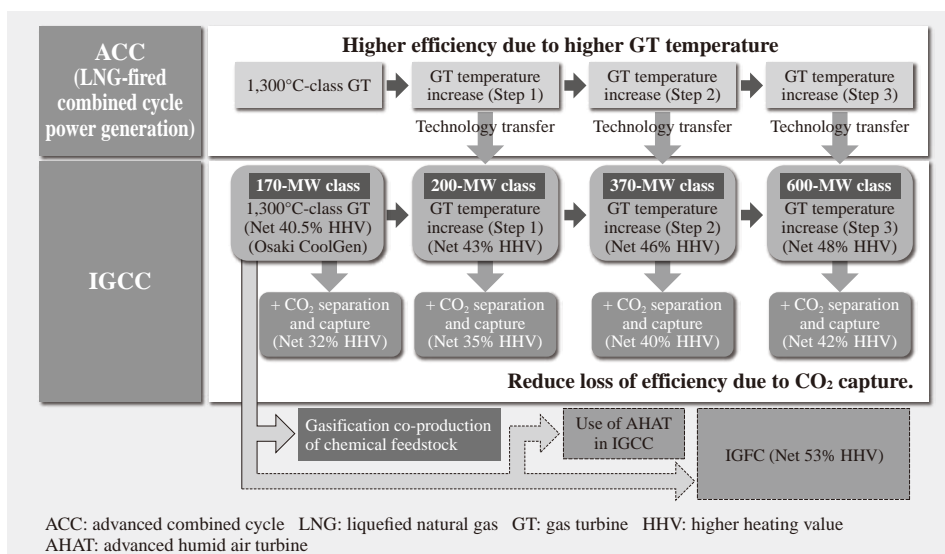 ACC
(LNG-fired
combined cycle
power generation)
Higher efficiency due to higher GT temperature
1,300°C-class GT
GT temperature
increase (Step 1)
GT temperature
increase (Step 2)
GT temperature
increase (Step 3)
Technology transfer
Technology transfer
Technology transfer
IGCC
170-MW class
1,300°C-class GT
(Net 40.5% HHV)
(Osaki CoolGen)
200-MW class
GT temperature
increase (Step 1)
(Net 43% HHV)
370-MW class
GT temperature
increase (Step 2)
(Net 46% HHV)
600-MW class
GT temperature
increase (Step 3)
(Net 48% HHV)
+ CO₂ separation
and capture
(Net 32% HHV)
+ CO₂ separation
and capture
(Net 35% HHV)
+ CO₂ separation
and capture
(Net 40% HHV)
+ CO₂ separation
and capture
(Net 42% HHV)
Reduce loss of efficiency due to CO₂ capture.
Gasification co-production
of chemical feedstock
Use of AHAT
in IGCC
IGFC (Net 53% HHV)
ACC: advanced combined cycle LNG: liquefied natural gas GT: gas turbine HHV: higher heating value
AHAT: advanced humid air turbine